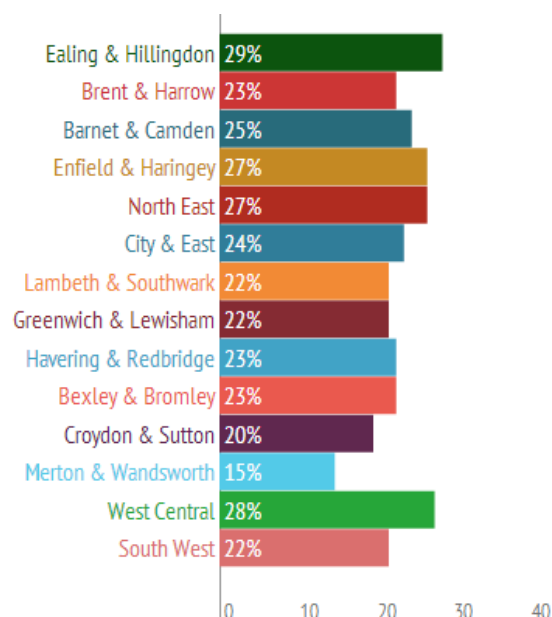 Ealing & Hillingdon 29%
Brent & Harrow 23%
Barnet & Camden 25%
Enfield & Haringey 27%
North East 27%
City & East 24%
Lambeth & Southwark 22%
Greenwich & Lewisham 22%
Havering & Redbridge 23%
Bexley & Bromley 23%
Croydon & Sutton 20%
Merton & Wandsworth 15%
West Central 28%
South West 22%
0 10 20 30 40